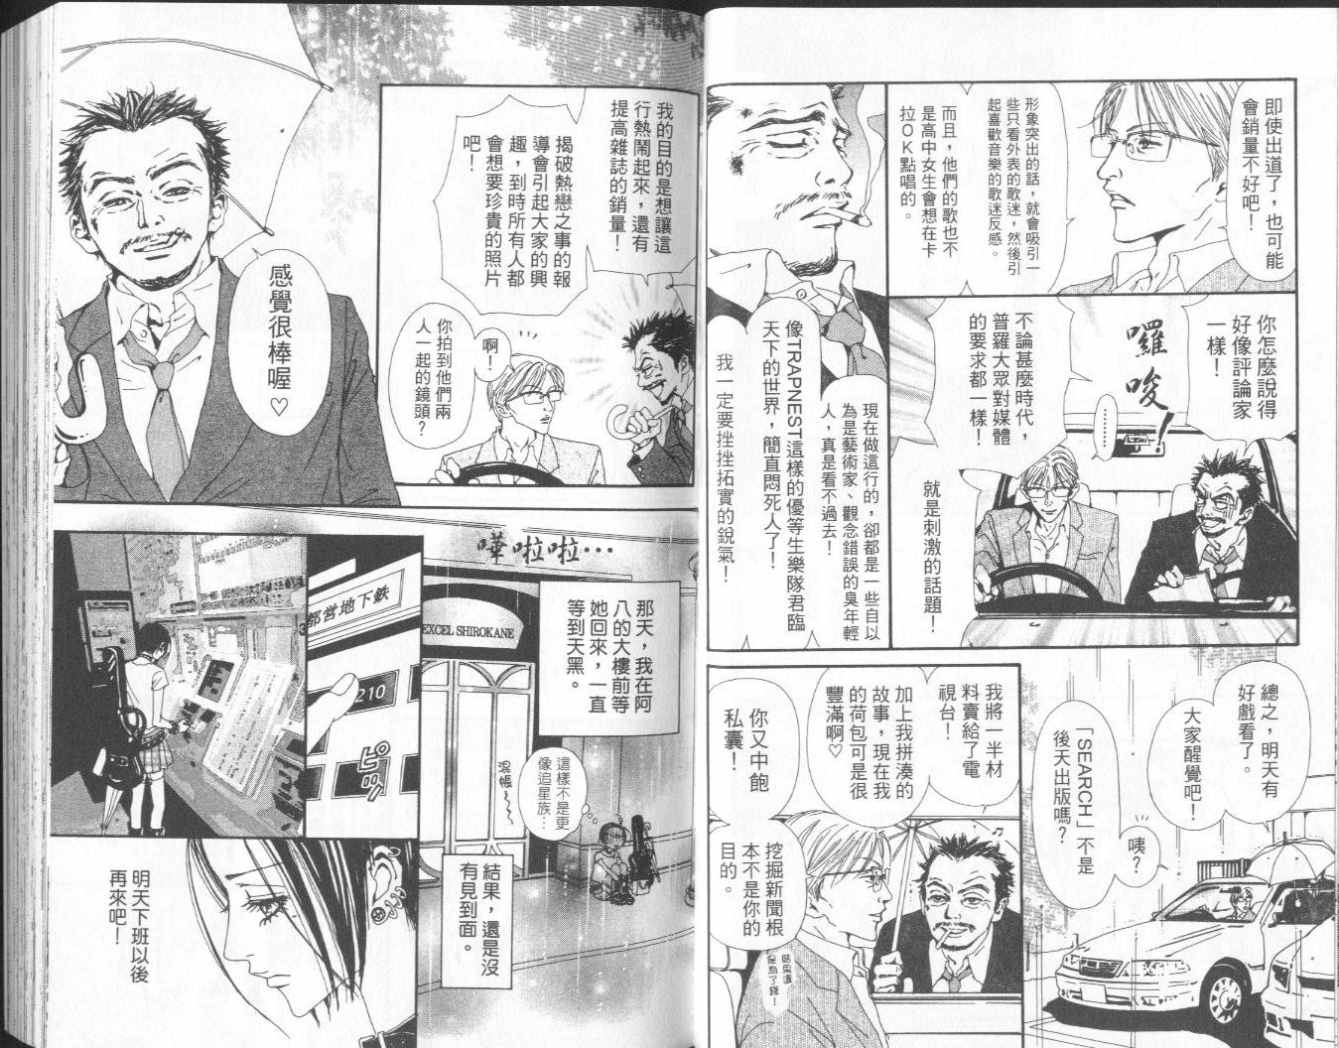 即使出道了，也可能
會銷量不好吧！
形象突出的話，就會吸引一
些只看外表的歌迷，然後引
起喜歡音樂的歌迷反感。
而且，他們的歌也不
是高中女生會想在卡
拉OK點唱的。
你怎麼說得
好像評論家
一樣！
囉
唆
！
…………
不論甚麼時代，
普羅大眾對媒體
的要求都一樣！
就是刺激的話題！
現在做這行的，卻都是一些自以
為是藝術家、觀念錯誤的臭年輕
人，真是看不過去！
像TRAPNEST這樣的優等生樂隊君臨
天下的世界，簡直悶死人了！
我一定要挫挫拓實的銳氣！
總之，明天有
好戲看了。
大家醒覺吧！
咦？
「SEARCH」不是
後天出版嗎？
我將一半材
料賣給了電
視台！
加上我拼湊的
故事，現在我
的荷包可是很
豐滿啊♡
你又中飽
私囊！
挖掘新聞根
本不是你的
目的。
我的目的是想讓這
行熱鬧起來，還有
提高雜誌的銷量！
揭破熱戀之事的報
導會引起大家的興
趣，到時所有人都
會想要珍貴的照片
吧！
啊！
你拍到他們兩
人一起的鏡頭？
感覺很棒喔♡
嘩啦啦…
EXCEL SHIROKANE
那天，我在阿
八的大樓前等
她回來，一直
等到天黑。
這樣不是更
像追星族…
混帳～
結果，還是沒
有見到面。
都営地下鉄
210
ピッ
明天下班以後
再來吧！